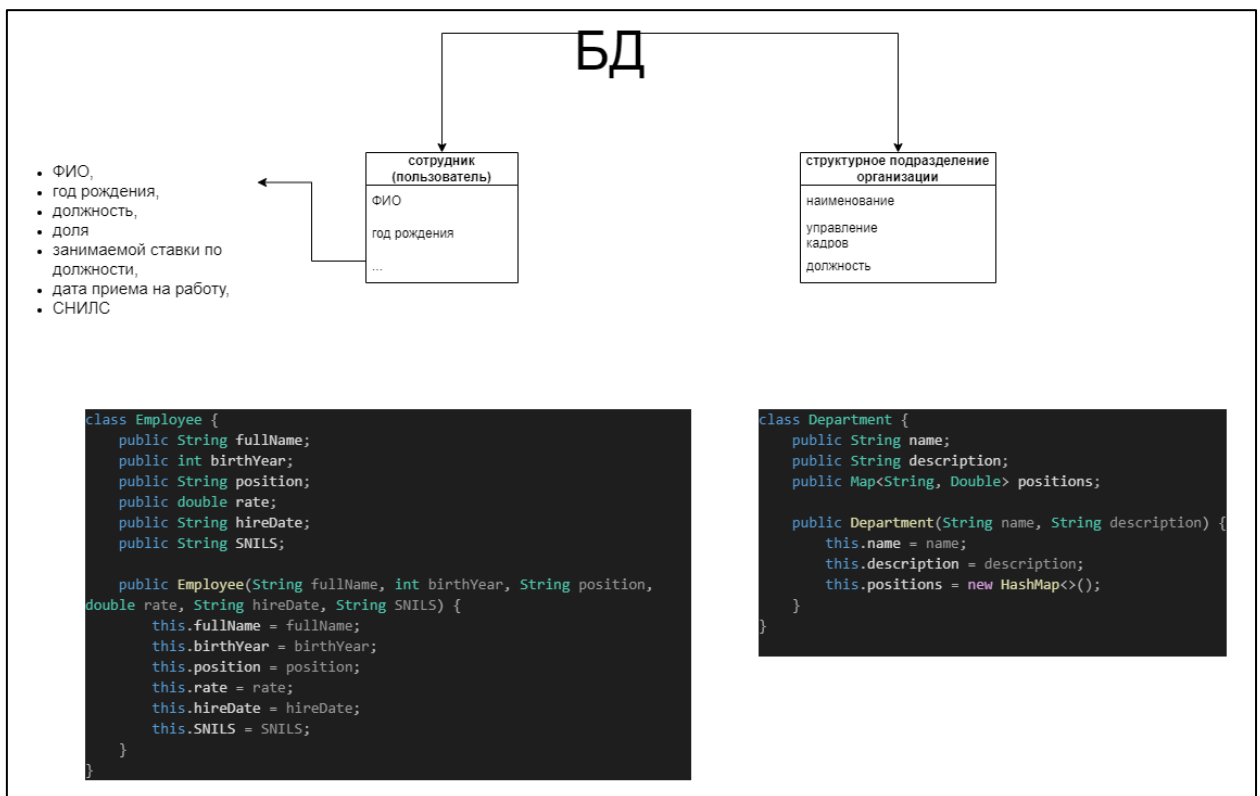 БД
ФИО,
год рождения,
должность,
доля
занимаемой ставки по
должности,
дата приема на работу,
СНИЛС
сотрудник
(пользователь)
ФИО
год рождения
...
структурное подразделение
организации
наименование
управление
кадров
должность
class Employee {
    public String fullName;
    public int birthYear;
    public String position;
    public double rate;
    public String hireDate;
    public String SNILS;
    public Employee(String fullName, int birthYear, String position,
double rate, String hireDate, String SNILS) {
        this.fullName = fullName;
        this.birthYear = birthYear;
        this.position = position;
        this.rate = rate;
        this.hireDate = hireDate;
        this.SNILS = SNILS;
    }
}
class Department {
    public String name;
    public String description;
    public Map<String, Double> positions;
    public Department(String name, String description) {
        this.name = name;
        this.description = description;
        this.positions = new HashMap<>();
    }
}